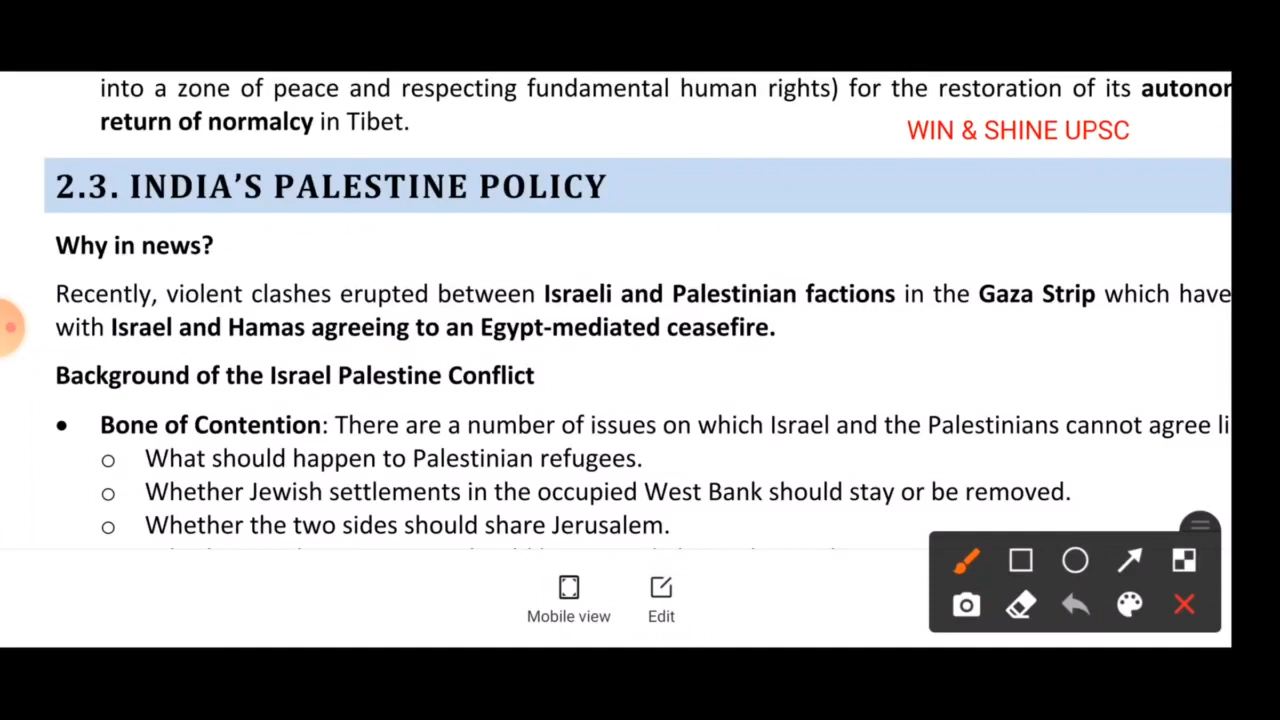 into a zone of peace and respecting fundamental human rights) for the restoration of its
return of normalcy in Tibet.
WIN & SHINE UPSC
2.3. INDIA’S PALESTINE POLICY
Why in news?
Recently, violent clashes erupted between Israeli and Palestinian factions in the Gaza Strip which have
with Israel and Hamas agreeing to an Egypt-mediated ceasefire.
Background of the Israel Palestine Conflict
• Bone of Contention: There are a number of issues on which Israel and the Palestinians cannot agree
o What should happen to Palestinian refugees.
o Whether Jewish settlements in the occupied West Bank should stay or be removed.
o Whether the two sides should share Jerusalem.
Mobile view
Edit